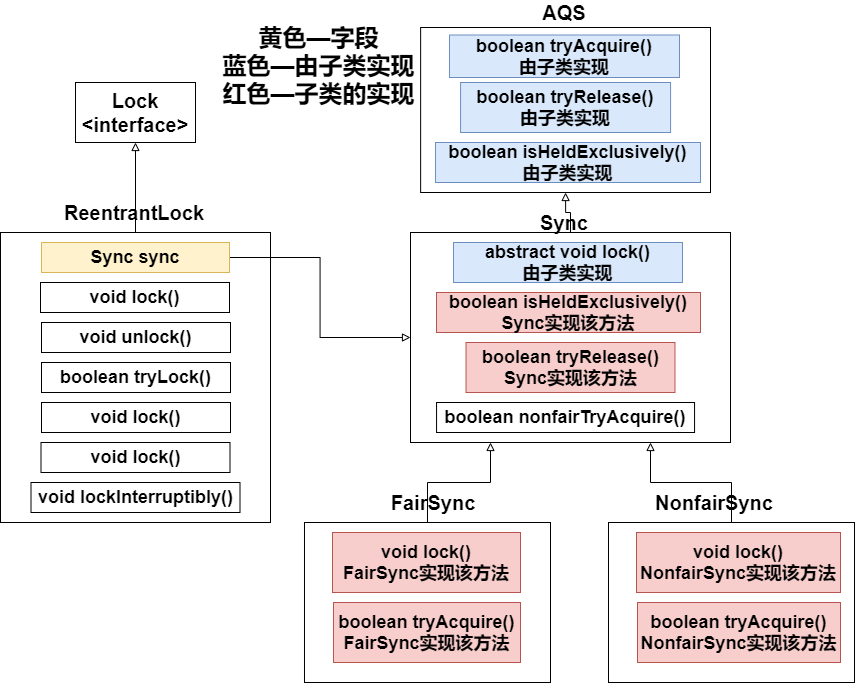 AQS
黄色—字段
蓝色—由子类实现
红色—子类的实现
boolean tryAcquire()
由子类实现
boolean tryRelease()
由子类实现
boolean isHeldExclusively()
由子类实现
Lock
<interface>
ReentrantLock
Sync sync
void lock()
void unlock()
boolean tryLock()
void lock()
void lock()
void lockInterruptibly()
Sync
abstract void lock()
由子类实现
boolean isHeldExclusively()
Sync实现该方法
boolean tryRelease()
Sync实现该方法
boolean nonfairTryAcquire()
FairSync
void lock()
FairSync实现该方法
boolean tryAcquire()
FairSync实现该方法
NonfairSync
void lock()
NonfairSync实现该方法
boolean tryAcquire()
NonfairSync实现该方法